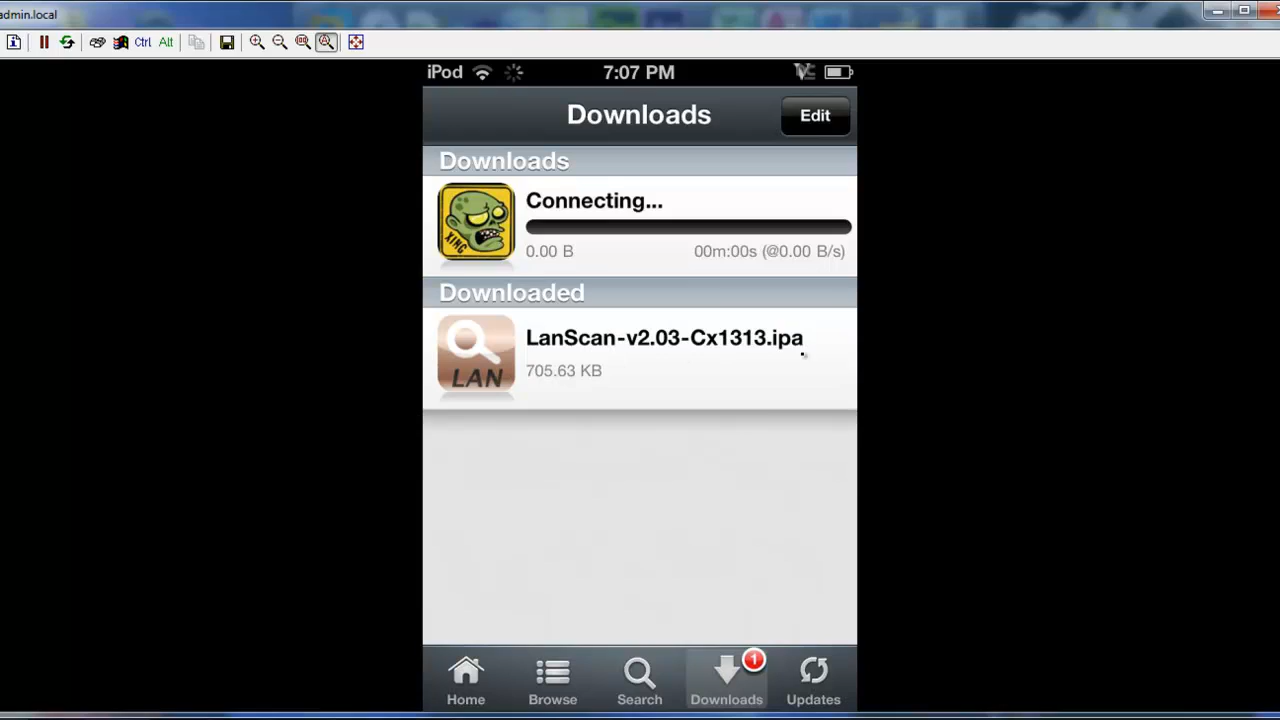 admin.local
Ctrl Alt
iPod 7:07 PM
Downloads Edit
Downloads
Connecting...
0.00 B 00m:00s (@0.00 B/s)
XING
Downloaded
LanScan-v2.03-Cx1313.ipa
705.63 KB
LAN
1
Home Browse Search Downloads Updates